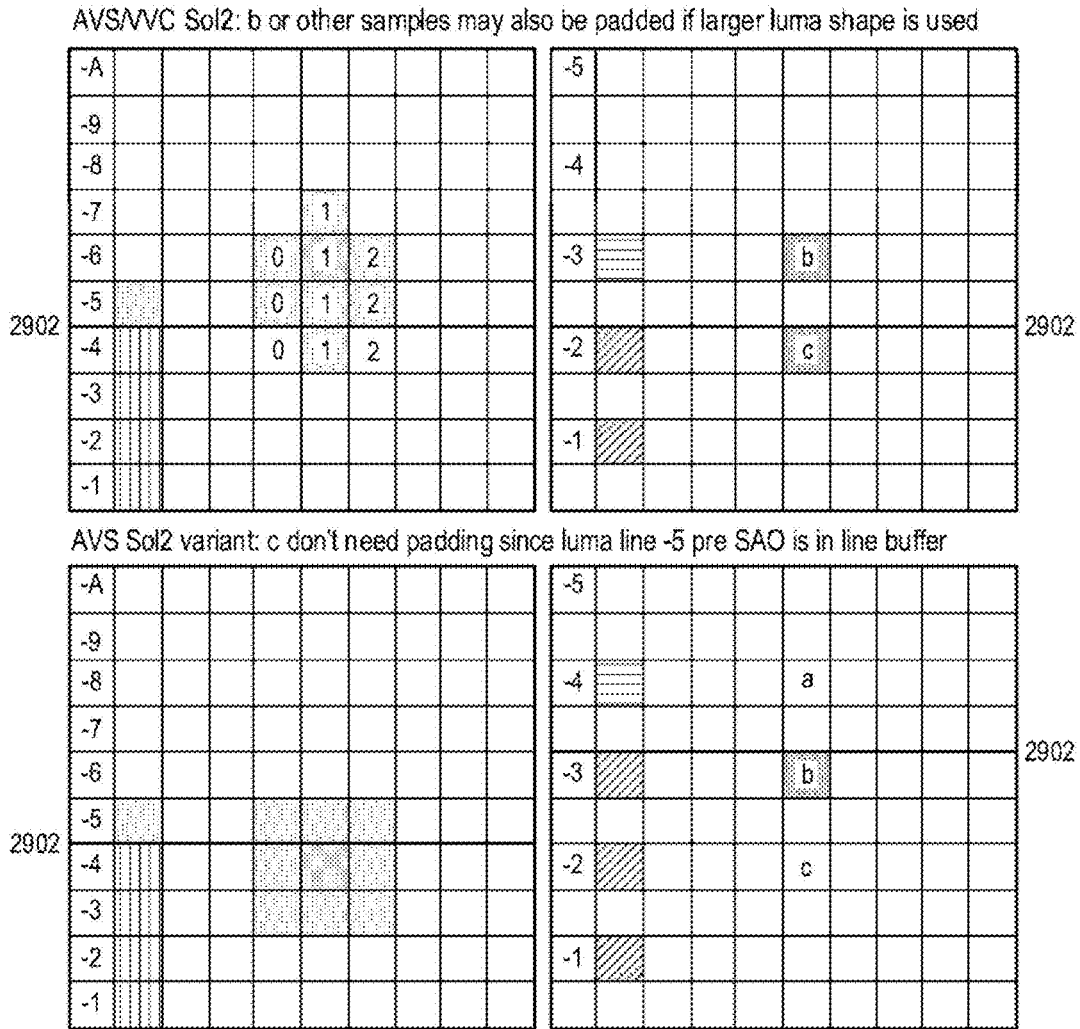 AVS/VVC Sol2: b or other samples may also be padded if larger luma shape is used
-A -5
-9
-8 -4
-7 1
-6 0 1 2 -3 b
-5 0 1 2
2902 2902
-4 0 1 2 -2 c
-3
-2 -1
-1
AVS Sol2 variant: c don't need padding since luma line -5 pre SAO is in line buffer
-A -5
-9
-8 -4 a
-7
2902
-6 -3 b
-5
2902
-4 -2 c
-3
-2 -1
-1